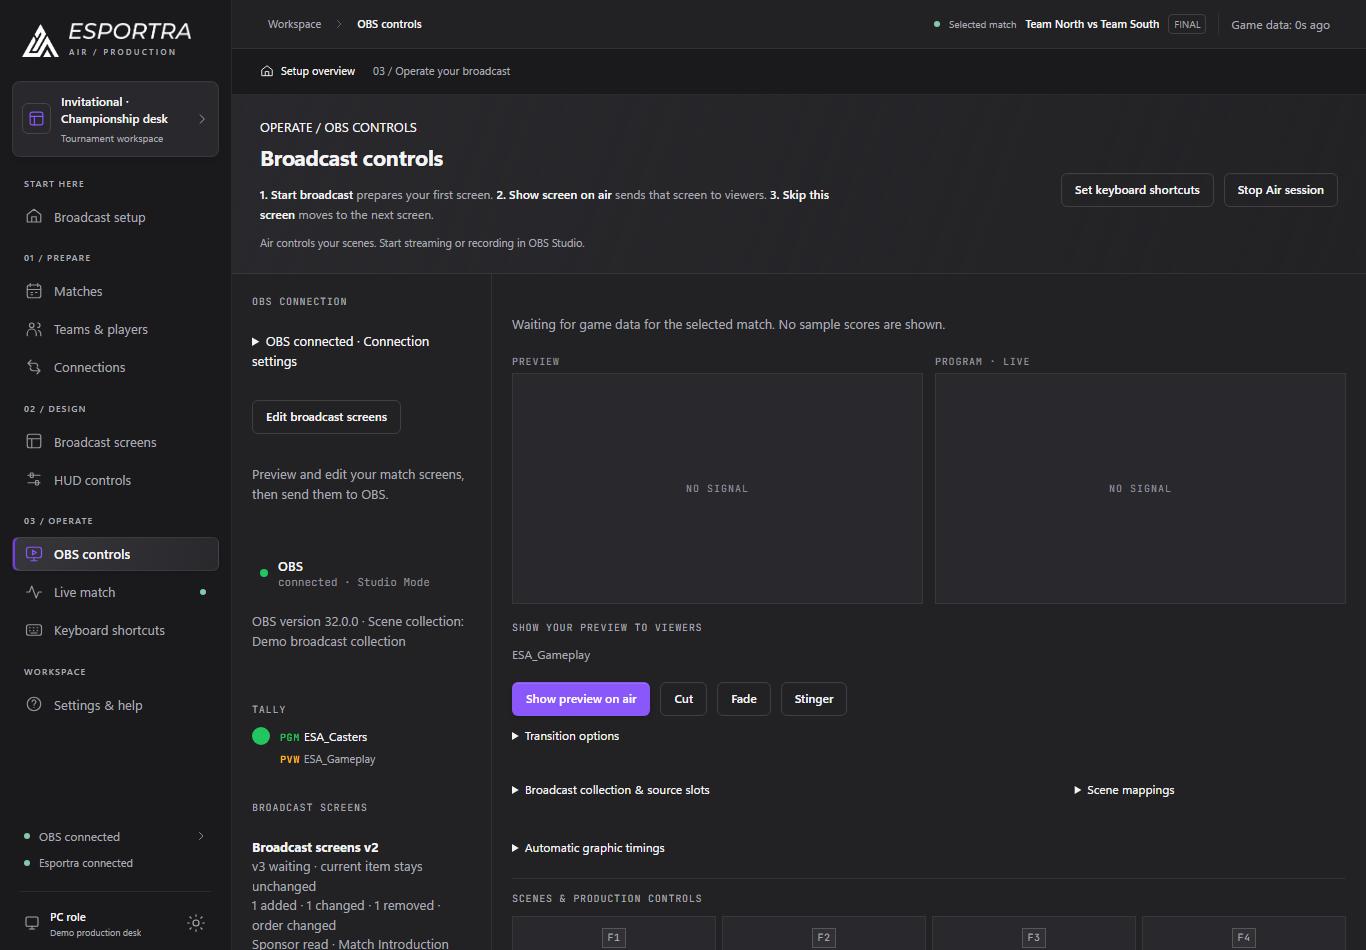 ESPORTRA
AIR / PRODUCTION
Invitational ·
Championship desk
Tournament workspace
START HERE
Broadcast setup
01 / PREPARE
Matches
Teams & players
Connections
02 / DESIGN
Broadcast screens
HUD controls
03 / OPERATE
OBS controls
Live match
Keyboard shortcuts
WORKSPACE
Settings & help
OBS connected
Esportra connected
PC role
Demo production desk
Workspace > OBS controls
Selected match Team North vs Team South FINAL Game data: 0s ago
Setup overview 03 / Operate your broadcast
OPERATE / OBS CONTROLS
Broadcast controls
1. Start broadcast prepares your first screen. 2. Show screen on air sends that screen to viewers. 3. Skip this
screen moves to the next screen.
Air controls your scenes. Start streaming or recording in OBS Studio.
Set keyboard shortcuts Stop Air session
OBS CONNECTION
OBS connected · Connection
settings
Edit broadcast screens
Preview and edit your match screens,
then send them to OBS.
OBS
connected · Studio Mode
OBS version 32.0.0 · Scene collection:
Demo broadcast collection
TALLY
PGM ESA_Casters
PVW ESA_Gameplay
BROADCAST SCREENS
Broadcast screens v2
v3 waiting · current item stays
unchanged
1 added · 1 changed · 1 removed ·
order changed
Sponsor read · Match Introduction
Waiting for game data for the selected match. No sample scores are shown.
PREVIEW PROGRAM · LIVE
NO SIGNAL NO SIGNAL
SHOW YOUR PREVIEW TO VIEWERS
ESA_Gameplay
Show preview on air Cut Fade Stinger
Transition options
Broadcast collection & source slots Scene mappings
Automatic graphic timings
SCENES & PRODUCTION CONTROLS
F1 F2 F3 F4